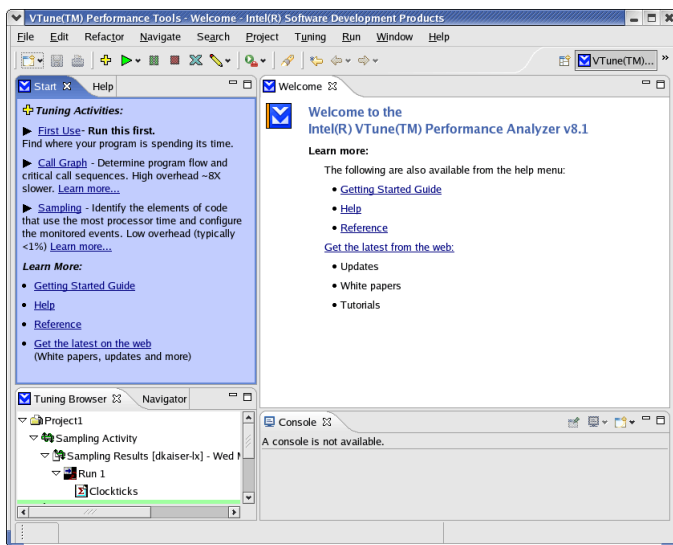 VTune(TM) Performance Tools - Welcome - Intel(R) Software Development Products
File Edit Refactor Navigate Search Project Tuning Run Window Help
VTune(TM)... »
Start Help
Tuning Activities:
First Use - Run this first.
Find where your program is spending its time.
Call Graph - Determine program flow and
critical call sequences. High overhead ~8X
slower. Learn more...
Sampling - Identify the elements of code
that use the most processor time and configure
the monitored events. Low overhead (typically
<1%) Learn more...
Learn More:
• Getting Started Guide
• Help
• Reference
• Get the latest on the web
(White papers, updates and more)
Welcome
Welcome to the
Intel(R) VTune(TM) Performance Analyzer v8.1
Learn more:
The following are also available from the help menu:
• Getting Started Guide
• Help
• Reference
Get the latest from the web:
• Updates
• White papers
• Tutorials
Tuning Browser Navigator
Project1
Sampling Activity
Sampling Results [dkaiser-lx] - Wed
Run 1
Clockticks
Console
A console is not available.